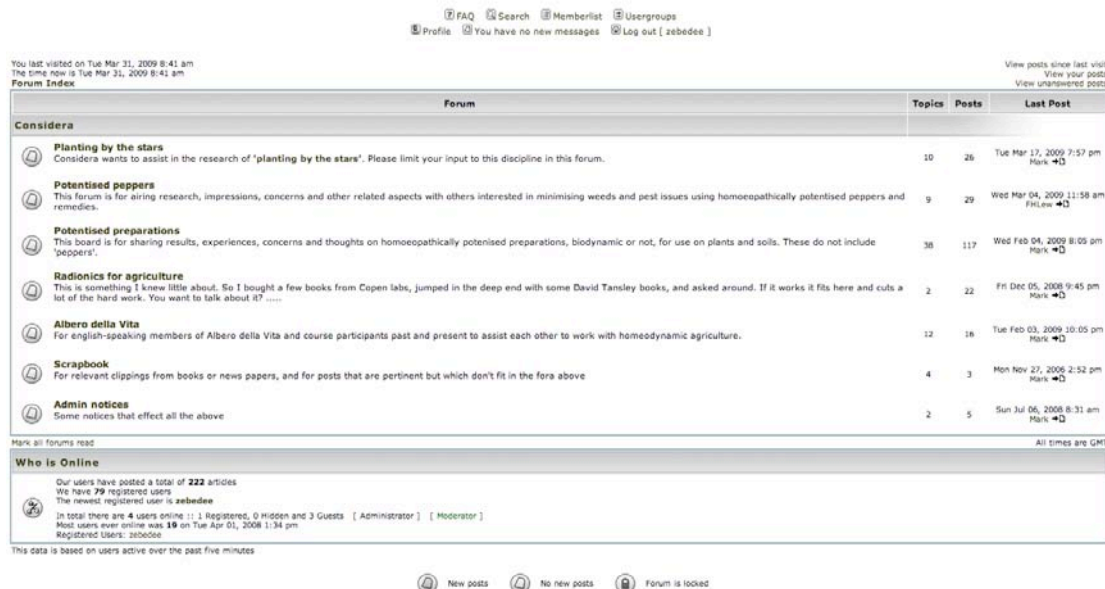 FAQ Search Memberlist Usergroups
Profile You have no new messages Log out [ zebedee ]
You last visited on Tue Mar 31, 2009 8:41 am
The time now is Tue Mar 31, 2009 8:41 am
Forum Index
View posts since last visit
View your posts
View unanswered posts
Forum Topics Posts Last Post
Considera
Planting by the stars
Considera wants to assist in the research of 'planting by the stars'. Please limit your input to this discipline in this forum.
10 26 Tue Mar 17, 2009 7:57 pm
Mark
Potentised peppers
This forum is for airing research, impressions, concerns and other related aspects with others interested in minimising weeds and pest issues using homoeopathically potentised peppers and
remedies.
9 29 Wed Mar 04, 2009 11:58 am
FHLew
Potentised preparations
This board is for sharing results, experiences, concerns and thoughts on homoeopathically potenised preparations, biodynamic or not, for use on plants and soils. These do not include
'peppers'.
38 117 Wed Feb 04, 2009 8:05 pm
Mark
Radionics for agriculture
This is something I knew little about. So I bought a few books from Copen labs, jumped in the deep end with some David Tansley books, and asked around. If it works it fits here and cuts a
lot of the hard work. You want to talk about it? .....
2 22 Fri Dec 05, 2008 9:45 pm
Mark
Albero della Vita
For english-speaking members of Albero della Vita and course participants past and present to assist each other to work with homeodynamic agriculture.
12 16 Tue Feb 03, 2009 10:05 pm
Mark
Scrapbook
For relevant clippings from books or news papers, and for posts that are pertinent but which don't fit in the fora above
4 3 Mon Nov 27, 2006 2:52 pm
Mark
Admin notices
Some notices that effect all the above
2 5 Sun Jul 06, 2008 8:31 am
Mark
Mark all forums read
All times are GMT
Who is Online
Our users have posted a total of 222 articles
We have 79 registered users
The newest registered user is zebedee
In total there are 4 users online :: 1 Registered, 0 Hidden and 3 Guests [ Administrator ] [ Moderator ]
Most users ever online was 19 on Tue Apr 01, 2008 1:34 pm
Registered Users: zebedee
This data is based on users active over the past five minutes
New posts No new posts Forum is locked